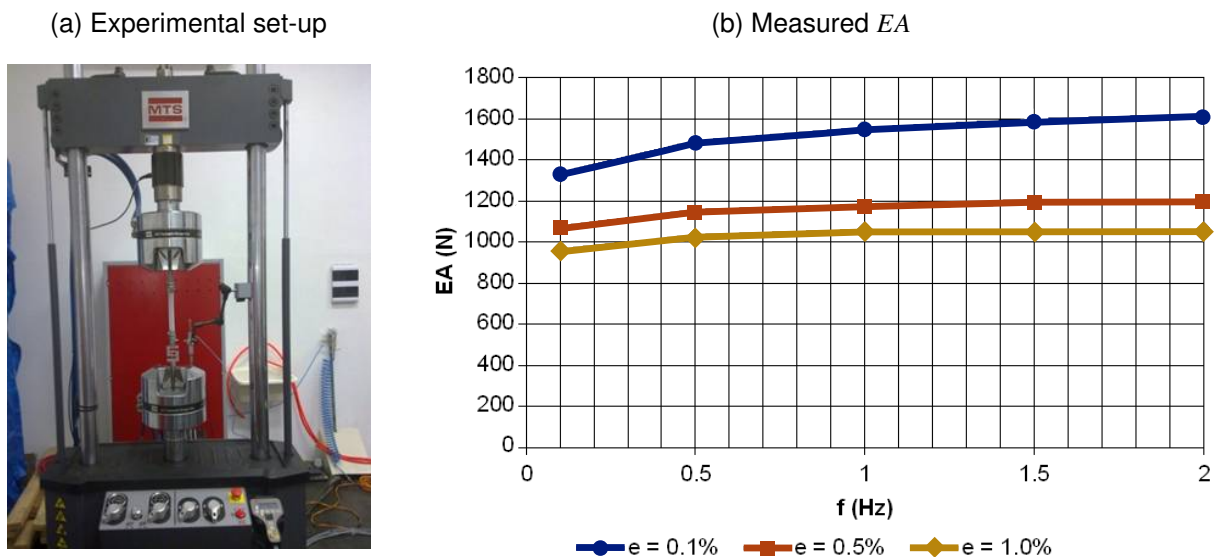 (a) Experimental set-up
(b) Measured EA
MTS
1800
1600
1400
1200
1000
800
600
400
200
0
EA (N)
0 0.5 1 1.5 2
f (Hz)
e = 0.1% e = 0.5% e = 1.0%